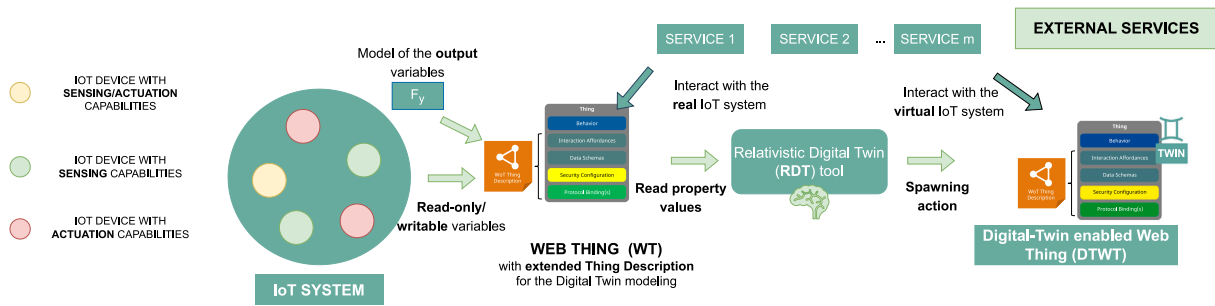 IOT DEVICE WITH
SENSING/ACTUATION
CAPABILITIES
IOT DEVICE WITH
SENSING CAPABILITIES
IOT DEVICE WITH
ACTUATION CAPABILITIES
IoT SYSTEM
Model of the output
variables
F_y
Read-only/
writable variables
WoT Thing
Description
Thing
Behavior
Interaction Affordances
Data Schemas
Security Configuration
Protocol Binding(s)
WEB THING (WT)
with extended Thing Description
for the Digital Twin modeling
SERVICE 1
SERVICE 2
...
SERVICE m
EXTERNAL SERVICES
Interact with the
real IoT system
Read property
values
Relativistic Digital Twin
(RDT) tool
Interact with the
virtual IoT system
Spawning
action
WoT Thing
Description
Thing
Behavior
Interaction Affordances
Data Schemas
Security Configuration
Protocol Binding(s)
TWIN
Digital-Twin enabled Web
Thing (DTWT)